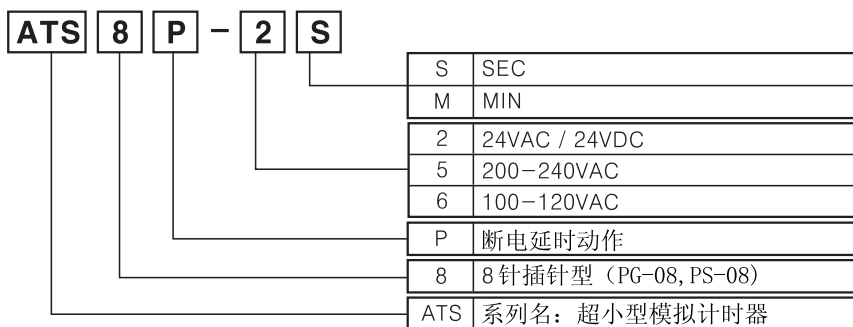 ATS 8 P - 2 S
S SEC
M MIN
2 24VAC / 24VDC
5 200-240VAC
6 100-120VAC
P 断电延时动作
8 8针插针型（PG-08,PS-08）
ATS 系列名：超小型模拟计时器